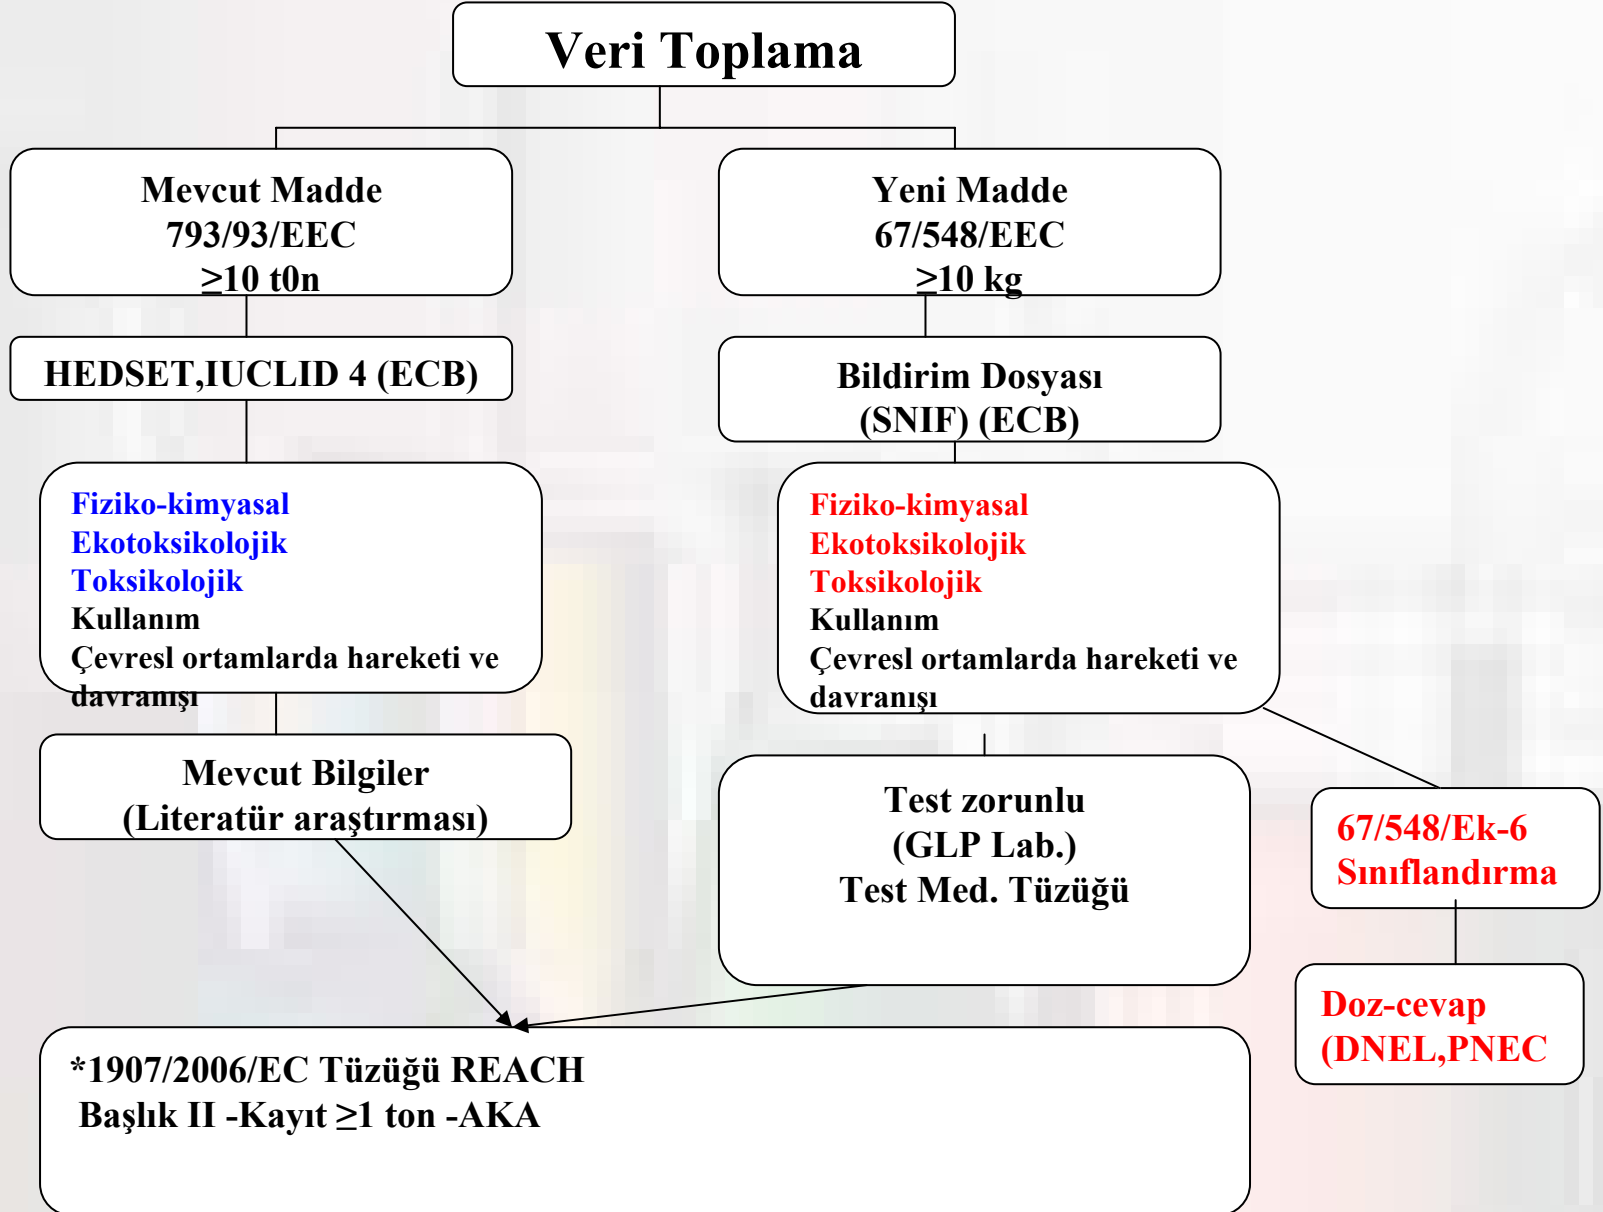 Veri Toplama
Mevcut Madde
793/93/EEC
≥10 t0n
Yeni Madde
67/548/EEC
≥10 kg
HEDSET,IUCLID 4 (ECB)
Bildirim Dosyası
(SNIF) (ECB)
Fiziko-kimyasal
Ekotoksikolojik
Toksikolojik
Kullanım
Çevresl ortamlarda hareketi ve
davranışı
Fiziko-kimyasal
Ekotoksikolojik
Toksikolojik
Kullanım
Çevresl ortamlarda hareketi ve
davranışı
Mevcut Bilgiler
(Literatür araştırması)
Test zorunlu
(GLP Lab.)
Test Med. Tüzüğü
67/548/Ek-6
Sınıflandırma
Doz-cevap
(DNEL,PNEC
*1907/2006/EC Tüzüğü REACH
Başlık II -Kayıt ≥1 ton -AKA